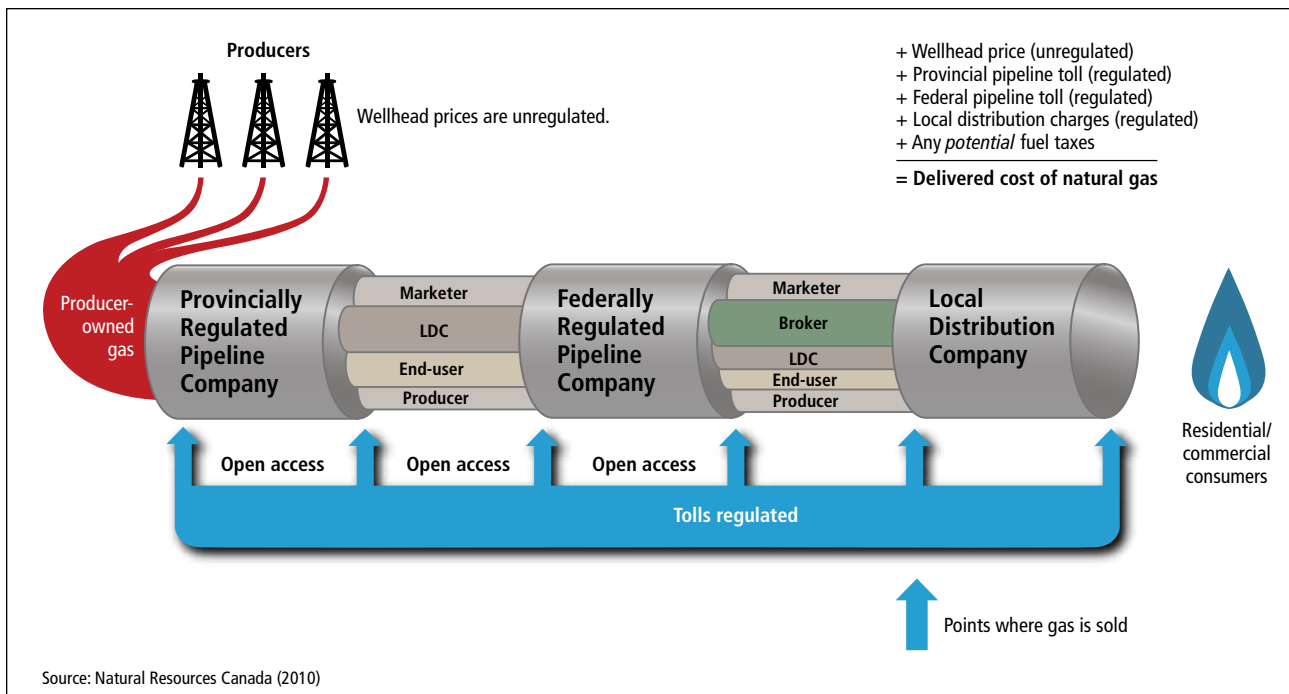 Producers
Wellhead prices are unregulated.
+ Wellhead price (unregulated)
+ Provincial pipeline toll (regulated)
+ Federal pipeline toll (regulated)
+ Local distribution charges (regulated)
+ Any potential fuel taxes
= Delivered cost of natural gas
Producer-
owned
gas
Provincially
Regulated
Pipeline
Company
Marketer
LDC
End-user
Producer
Federally
Regulated
Pipeline
Company
Marketer
Broker
LDC
End-user
Producer
Local
Distribution
Company
Residential/
commercial
consumers
Open access
Open access
Open access
Tolls regulated
Points where gas is sold
Source: Natural Resources Canada (2010)